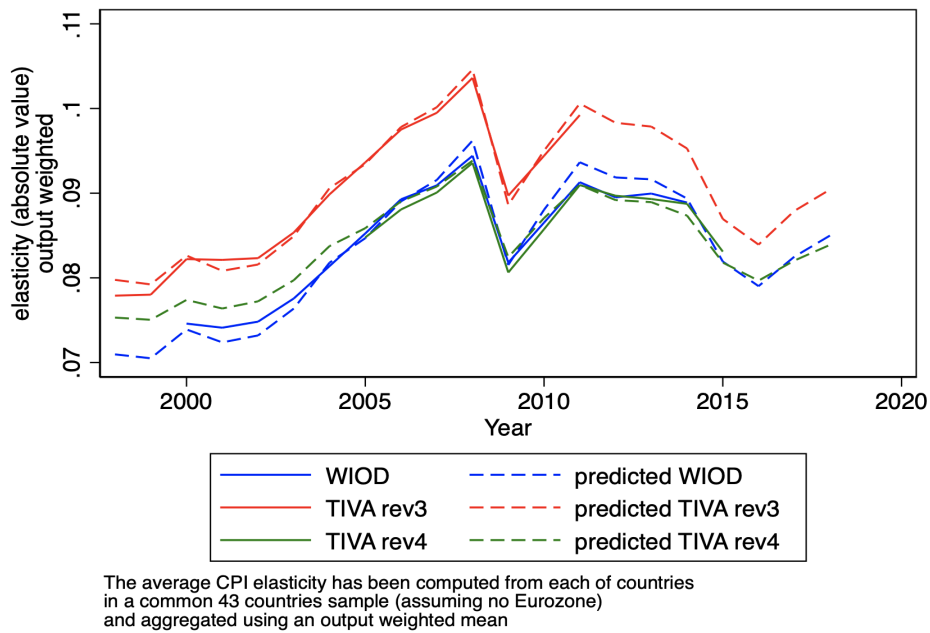 elasticity (absolute value)
output weighted
.11
.1
.09
.08
.07
2000 2005 2010 2015 2020
Year
WIOD predicted WIOD
TIVA rev3 predicted TIVA rev3
TIVA rev4 predicted TIVA rev4
The average CPI elasticity has been computed from each of countries
in a common 43 countries sample (assuming no Eurozone)
and aggregated using an output weighted mean